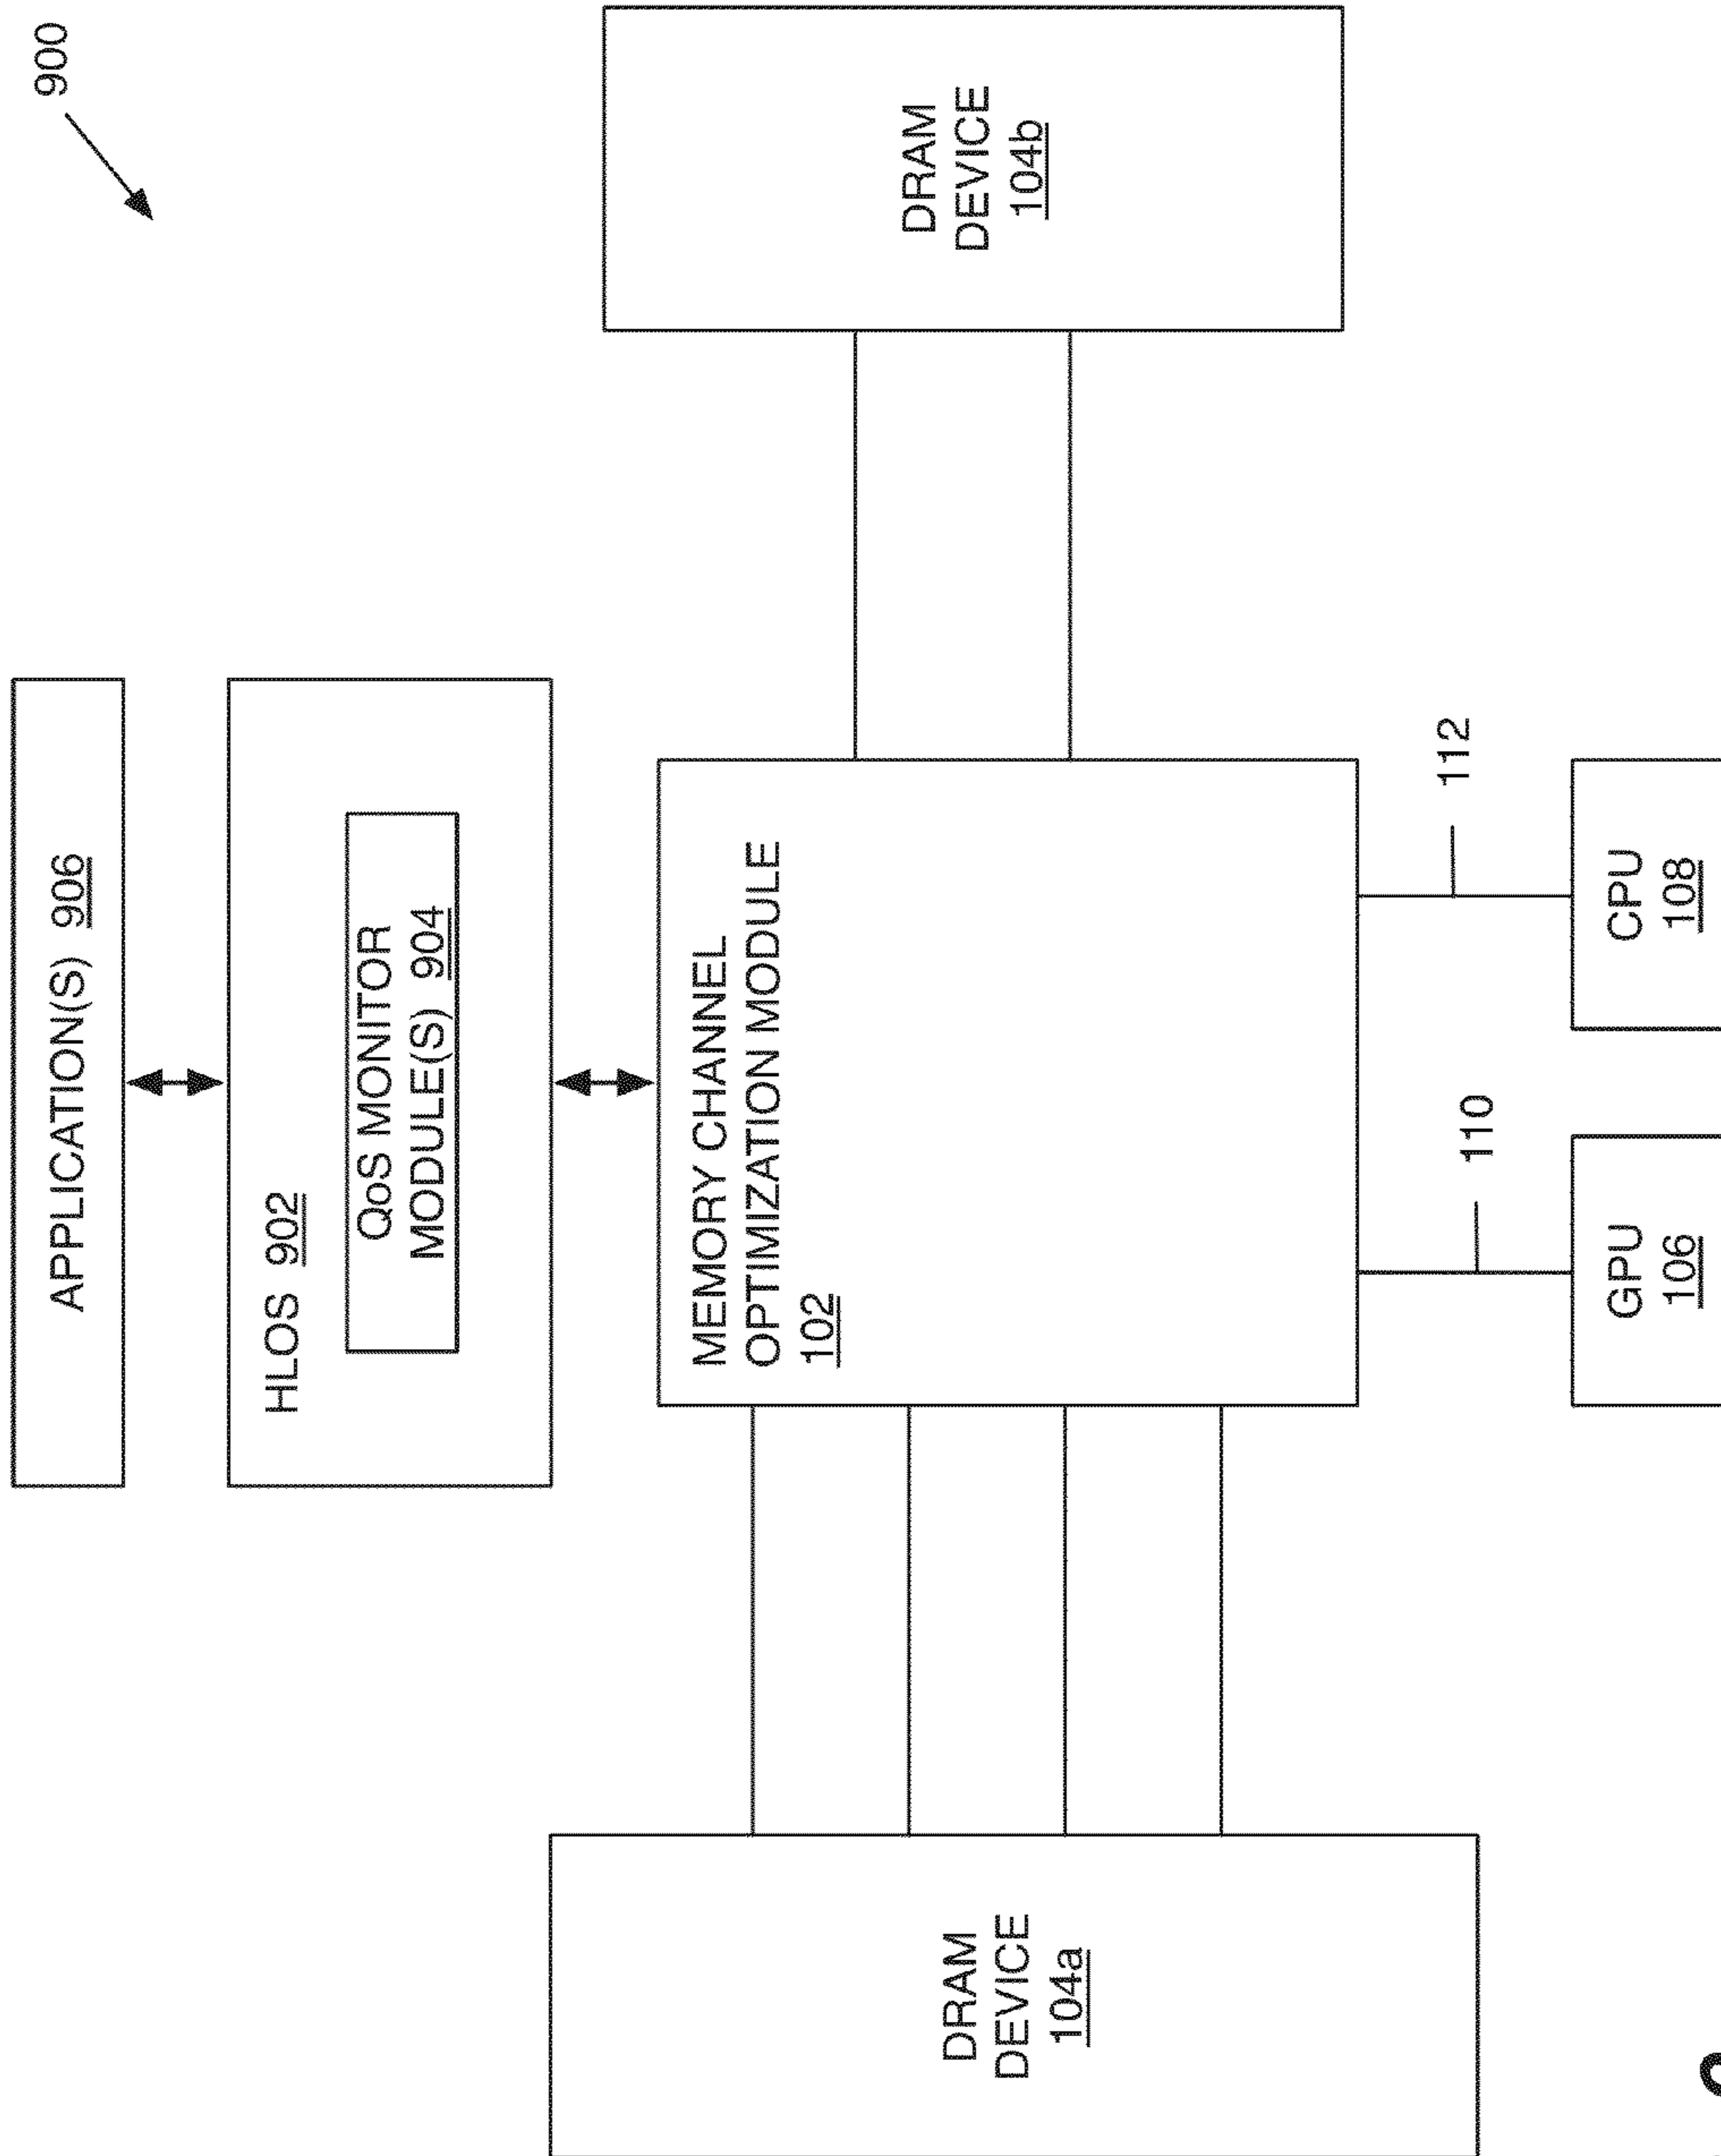 900
APPLICATION(S) 906
HLOS 902
QoS MONITOR
MODULE(S) 904
MEMORY CHANNEL
OPTIMIZATION MODULE
102
DRAM
DEVICE
104a
DRAM
DEVICE
104b
110
112
GPU
106
CPU
108